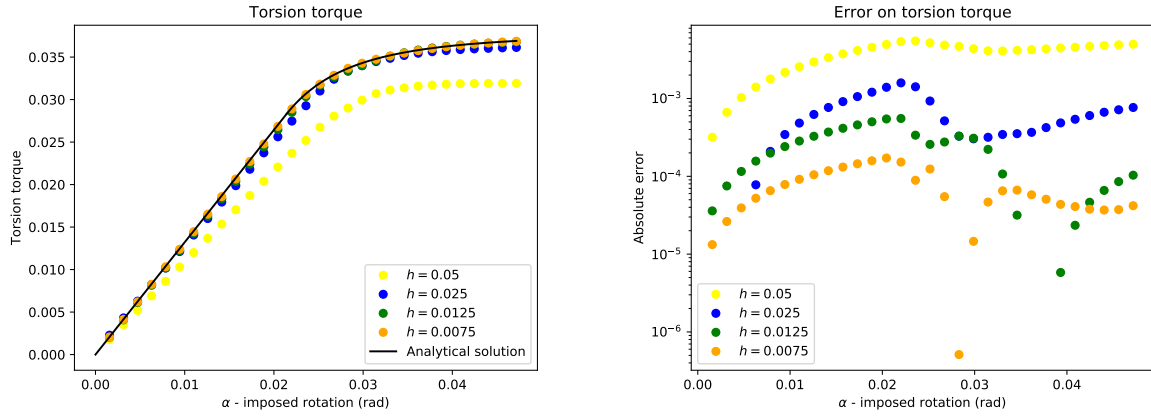 Torsion torque
Torsion torque
0.035
0.030
0.025
0.020
0.015
0.010
0.005
0.000
h = 0.05
h = 0.025
h = 0.0125
h = 0.0075
Analytical solution
0.00 0.01 0.02 0.03 0.04
α - imposed rotation (rad)
Error on torsion torque
Absolute error
10⁻³
10⁻⁴
10⁻⁵
10⁻⁶
h = 0.05
h = 0.025
h = 0.0125
h = 0.0075
0.00 0.01 0.02 0.03 0.04
α - imposed rotation (rad)